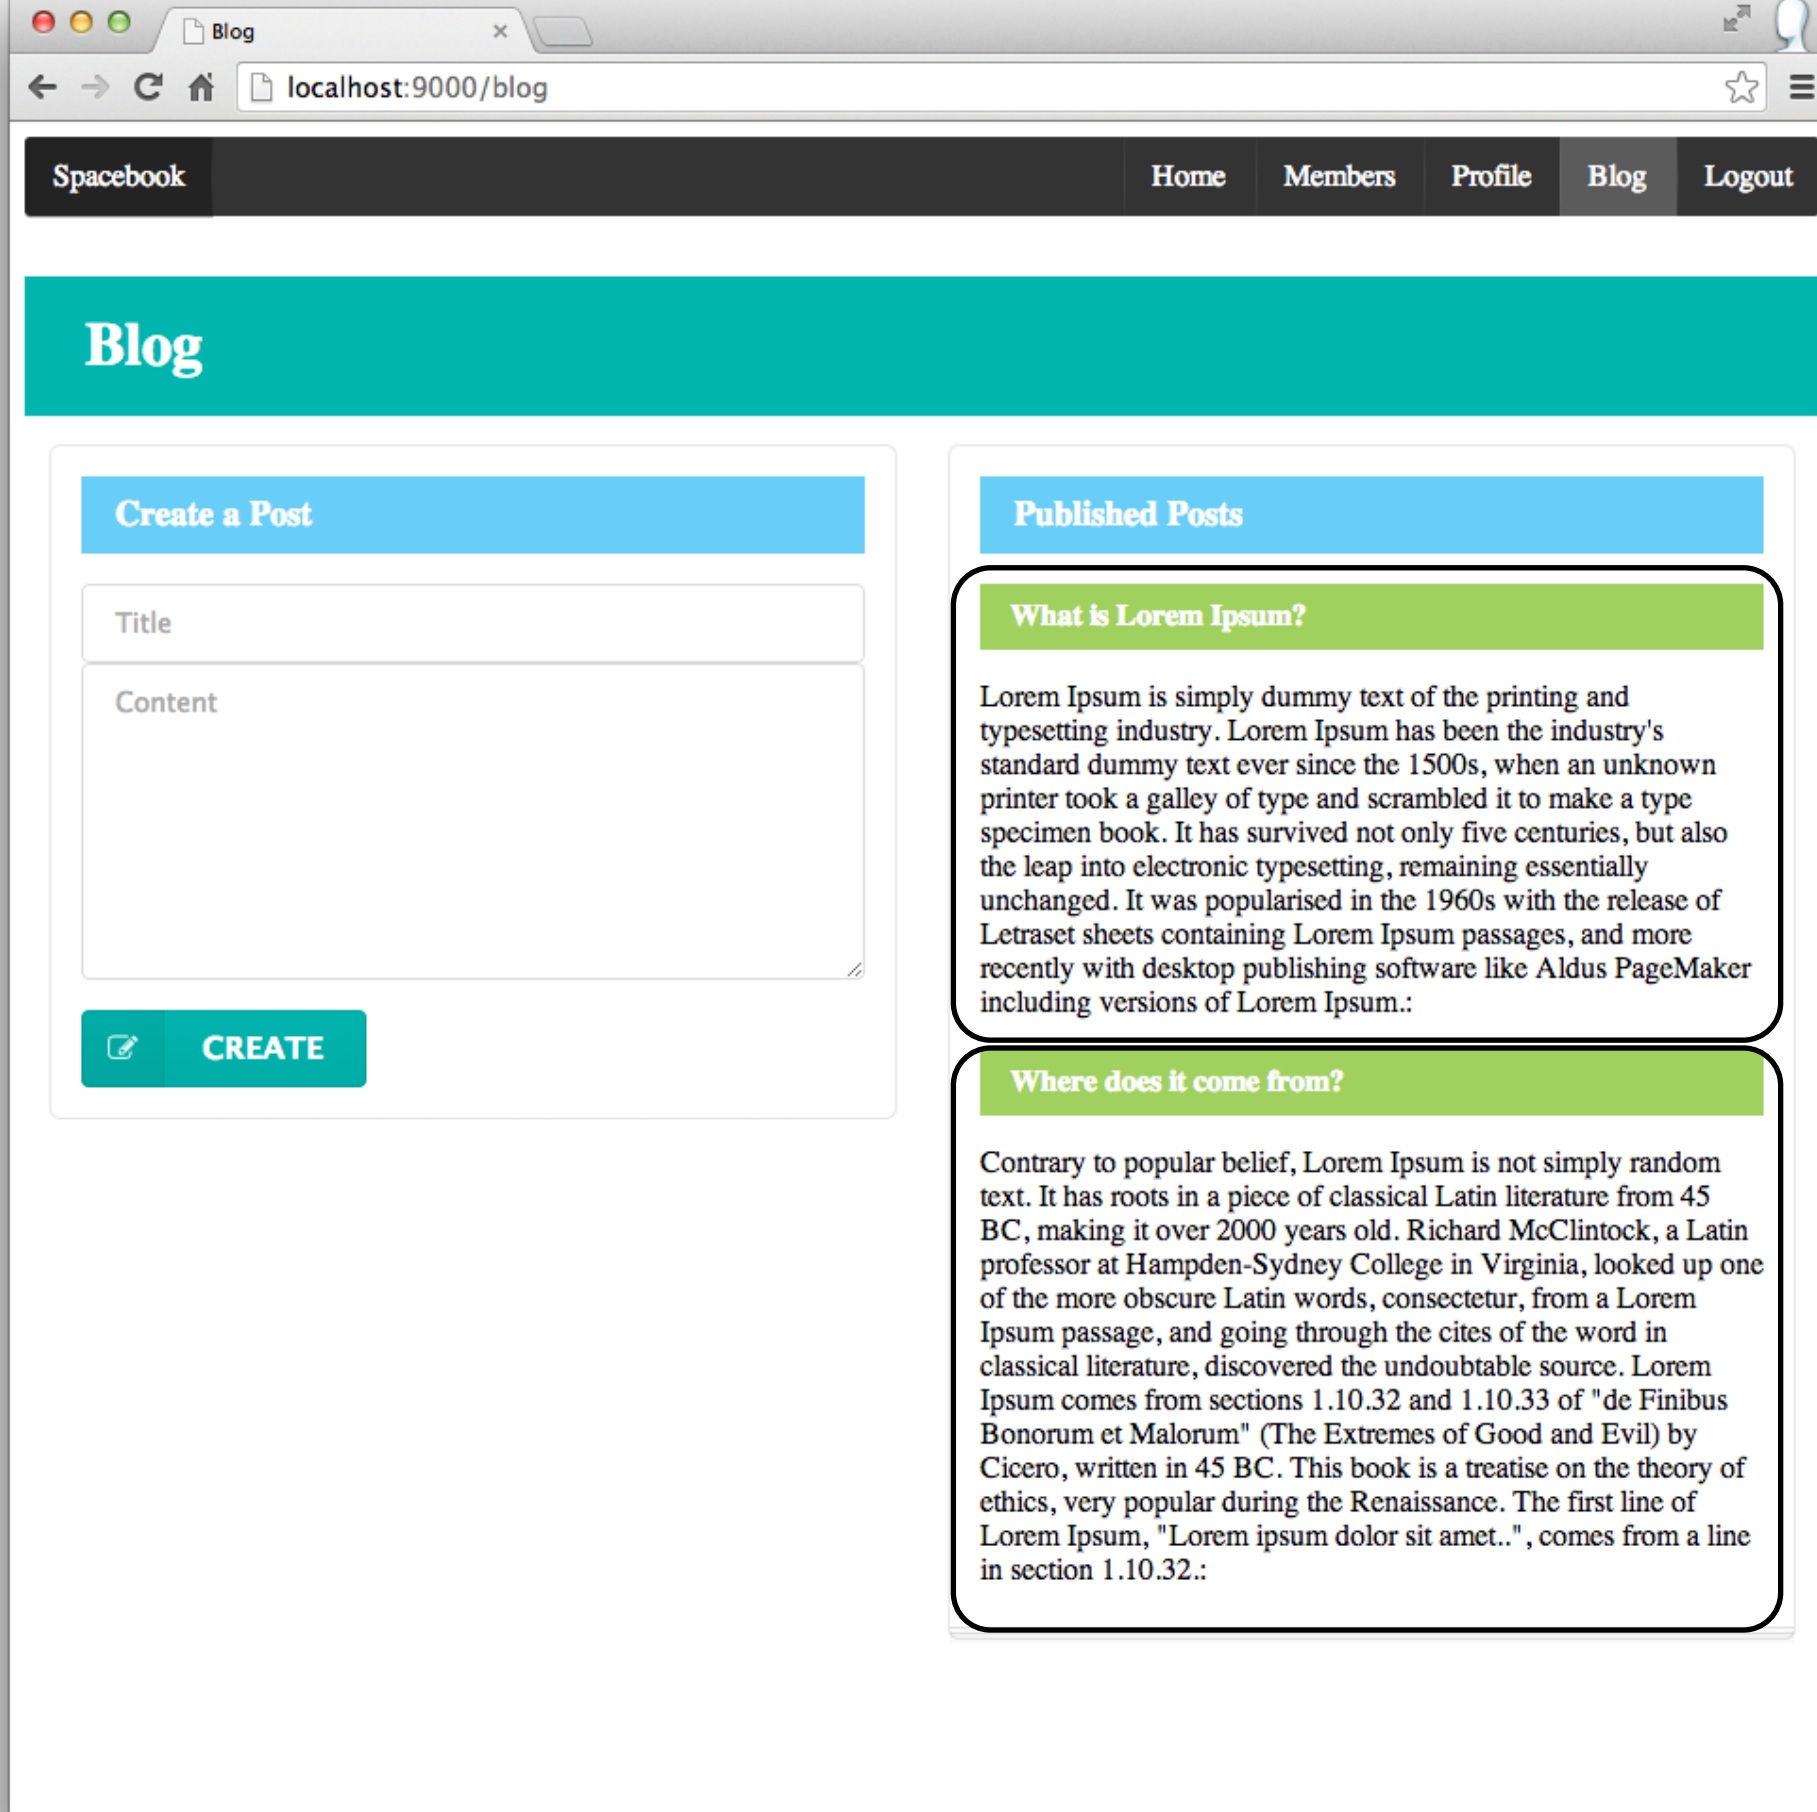 Blog
localhost:9000/blog
Spacebook
Home
Members
Profile
Blog
Logout
Blog
Create a Post
Title
Content
CREATE
Published Posts
What is Lorem Ipsum?
Lorem Ipsum is simply dummy text of the printing and
typesetting industry. Lorem Ipsum has been the industry's
standard dummy text ever since the 1500s, when an unknown
printer took a galley of type and scrambled it to make a type
specimen book. It has survived not only five centuries, but also
the leap into electronic typesetting, remaining essentially
unchanged. It was popularised in the 1960s with the release of
Letraset sheets containing Lorem Ipsum passages, and more
recently with desktop publishing software like Aldus PageMaker
including versions of Lorem Ipsum.:
Where does it come from?
Contrary to popular belief, Lorem Ipsum is not simply random
text. It has roots in a piece of classical Latin literature from 45
BC, making it over 2000 years old. Richard McClintock, a Latin
professor at Hampden-Sydney College in Virginia, looked up one
of the more obscure Latin words, consectetur, from a Lorem
Ipsum passage, and going through the cites of the word in
classical literature, discovered the undoubtable source. Lorem
Ipsum comes from sections 1.10.32 and 1.10.33 of "de Finibus
Bonorum et Malorum" (The Extremes of Good and Evil) by
Cicero, written in 45 BC. This book is a treatise on the theory of
ethics, very popular during the Renaissance. The first line of
Lorem Ipsum, "Lorem ipsum dolor sit amet..", comes from a line
in section 1.10.32.: